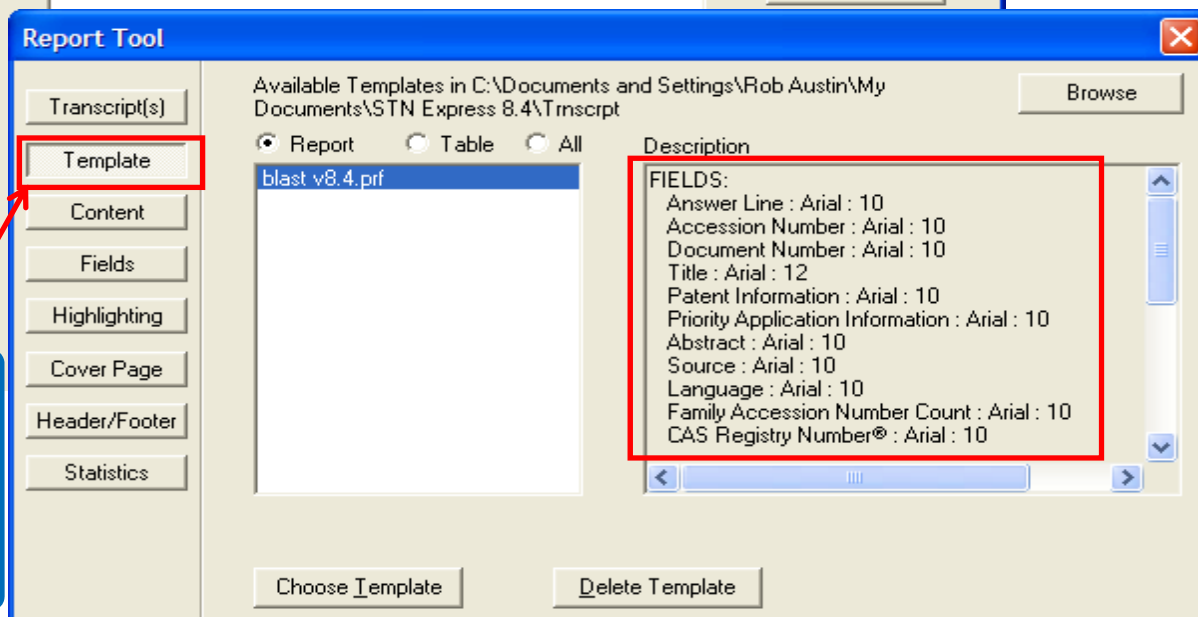 Report Tool
Transcript(s)
Template
Content
Fields
Highlighting
Cover Page
Header/Footer
Statistics
Available Templates in C:\Documents and Settings\Rob Austin\My
Documents\STN Express 8.4\Trnscrpt
Browse
Report Table All
blast v8.4.prf
Description
FIELDS:
Answer Line : Arial : 10
Accession Number : Arial : 10
Document Number : Arial : 10
Title : Arial : 12
Patent Information : Arial : 10
Priority Application Information : Arial : 10
Abstract : Arial : 10
Source : Arial : 10
Language : Arial : 10
Family Accession Number Count : Arial : 10
CAS Registry Number® : Arial : 10
Choose Template
Delete Template